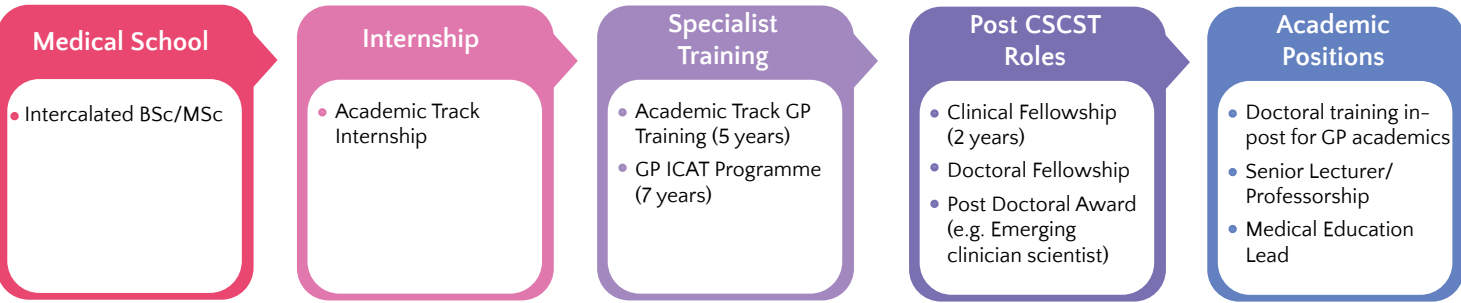 Medical School
• Intercalated BSc/MSc
Internship
• Academic Track
Internship
Specialist
Training
• Academic Track GP
Training (5 years)
• GP ICAT Programme
(7 years)
Post CSCST
Roles
• Clinical Fellowship
(2 years)
• Doctoral Fellowship
• Post Doctoral Award
(e.g. Emerging
clinician scientist)
Academic
Positions
• Doctoral training in-
post for GP academics
• Senior Lecturer/
Professorship
• Medical Education
Lead